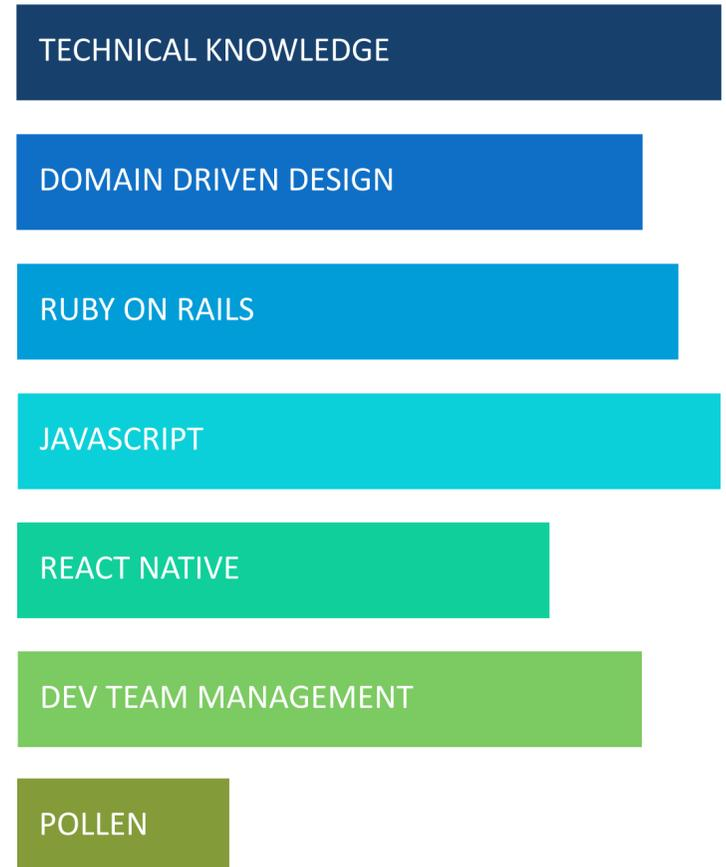 TECHNICAL KNOWLEDGE
DOMAIN DRIVEN DESIGN
RUBY ON RAILS
JAVASCRIPT
REACT NATIVE
DEV TEAM MANAGEMENT
POLLEN